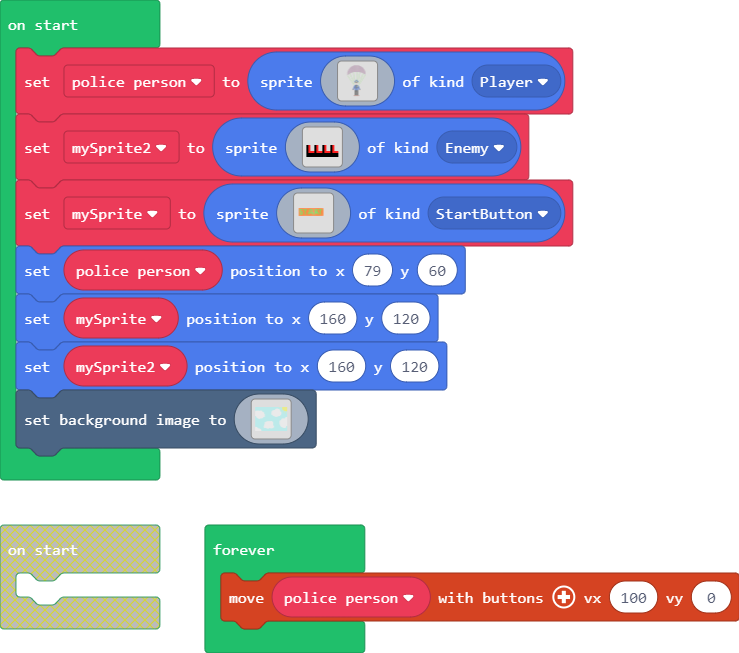 on start
set police person to sprite of kind Player
set mySprite2 to sprite of kind Enemy
set mySprite to sprite of kind StartButton
set police person position to x 79 y 60
set mySprite position to x 160 y 120
set mySprite2 position to x 160 y 120
set background image to
on start
forever
move police person with buttons vx 100 vy 0